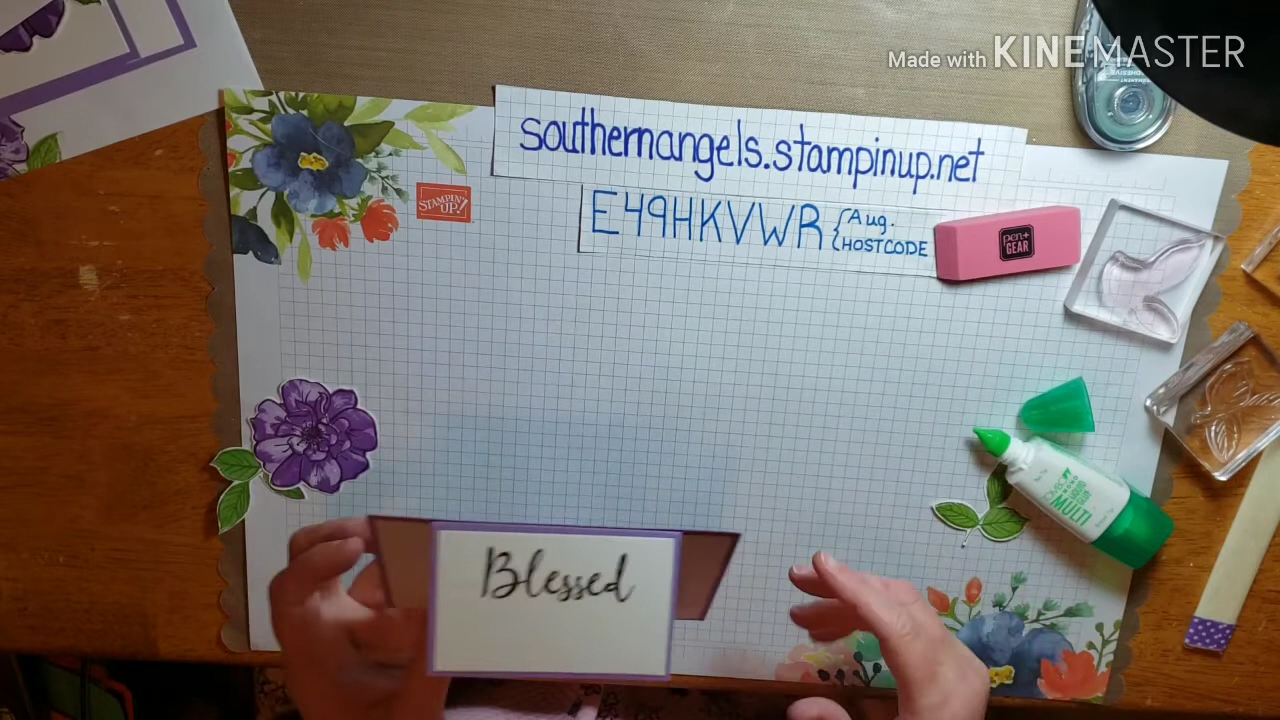 Made with KINEMASTER
southernangels.stampinup.net
STAMPIN' UP!
E49HKVWR { Aug. HOSTCODE
pen+ GEAR
MULTI
Blessed